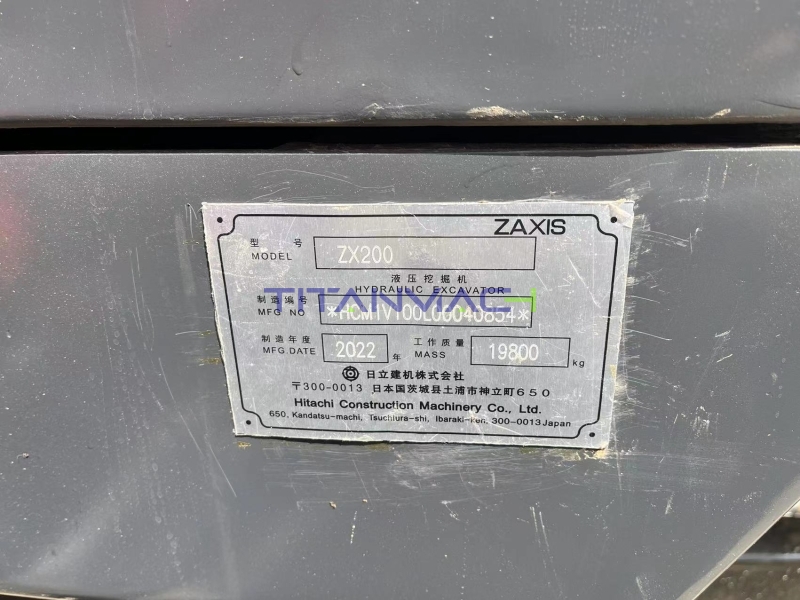 ZAXIS
型 号
MODEL ZX200
液压挖掘机
HYDRAULIC EXCAVATOR
TITANMACH
制造编号
MFG NO
制造年度
MFG.DATE 2022 年
工作质量
MASS 19800 kg
日立建机株式会社
〒300-0013 日本国茨城县土浦市神立町650
Hitachi Construction Machinery Co., Ltd.
650, Kandatsu-machi, Tsuchiura-shi, Ibaraki-ken, 300-0013 Japan